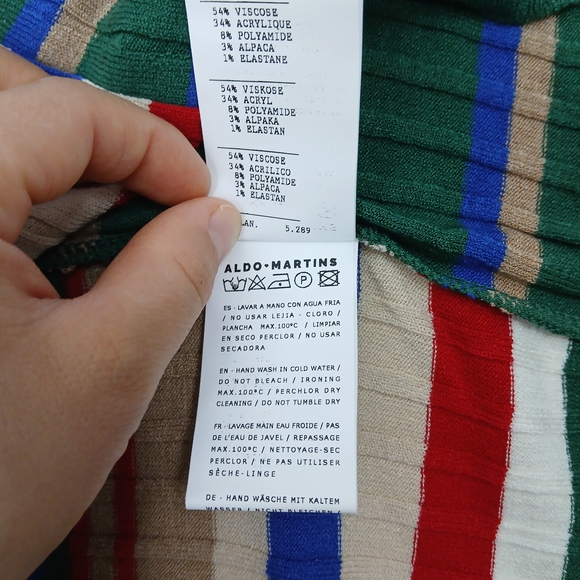 54% VISCOSE
34% ACRYLIQUE
8% POLYAMIDE
3% ALPACA
1% ELASTANE
54% VISKOSE
34% ACRYL
8% POLYAMIDE
3% ALPAKA
1% ELASTAN
54% VISCOSE
34% ACRILICO
8% POLYAMIDE
3% ALPACA
1% ELASTAN
LAN. 5.289
ALDO♥MARTINS
P
ES - LAVAR A MANO CON AGUA FRIA
/ NO USAR LEJIA - CLORO /
PLANCHA MAX.100ºC / LIMPIAR
EN SECO PERCLOR / NO USAR
SECADORA
EN - HAND WASH IN COLD WATER /
DO NOT BLEACH / IRONING
MAX.100ºC / PERCHLOR DRY
CLEANING / DO NOT TUMBLE DRY
FR - LAVAGE MAIN EAU FROIDE / PAS
DE L'EAU DE JAVEL / REPASSAGE
MAX.100ºC / NETTOYAGE-SEC
PERCLOR / NE PAS UTILISER
SÊCHE-LINGE
DE - HAND WÄSCHE MIT KALTEM
WASSER / NICHT BLEICHEN /